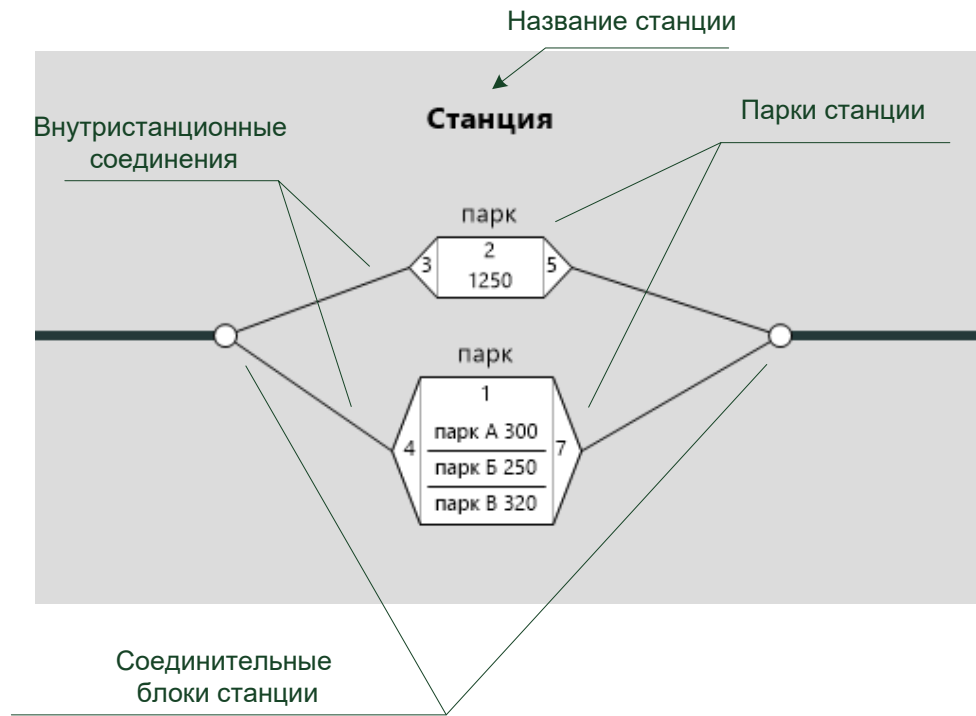 Название станции
Станция
Парки станции
Внутристанционные
соединения
парк
3
2
1250
5
парк
4
1
парк А 300
парк Б 250
парк В 320
7
Соединительные
блоки станции